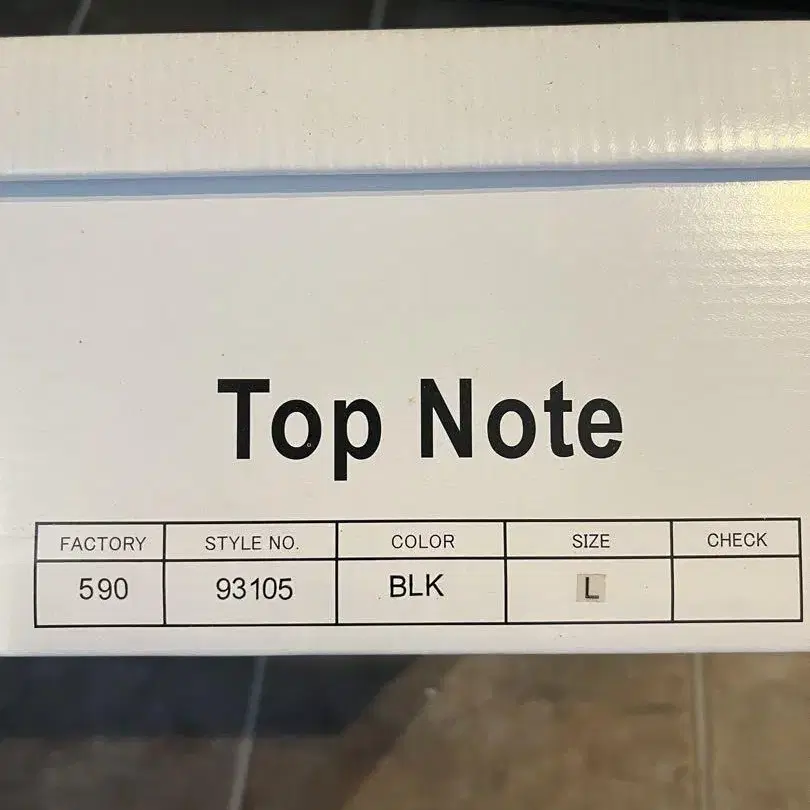 Top Note
FACTORY STYLE NO. COLOR SIZE CHECK
590 93105 BLK L